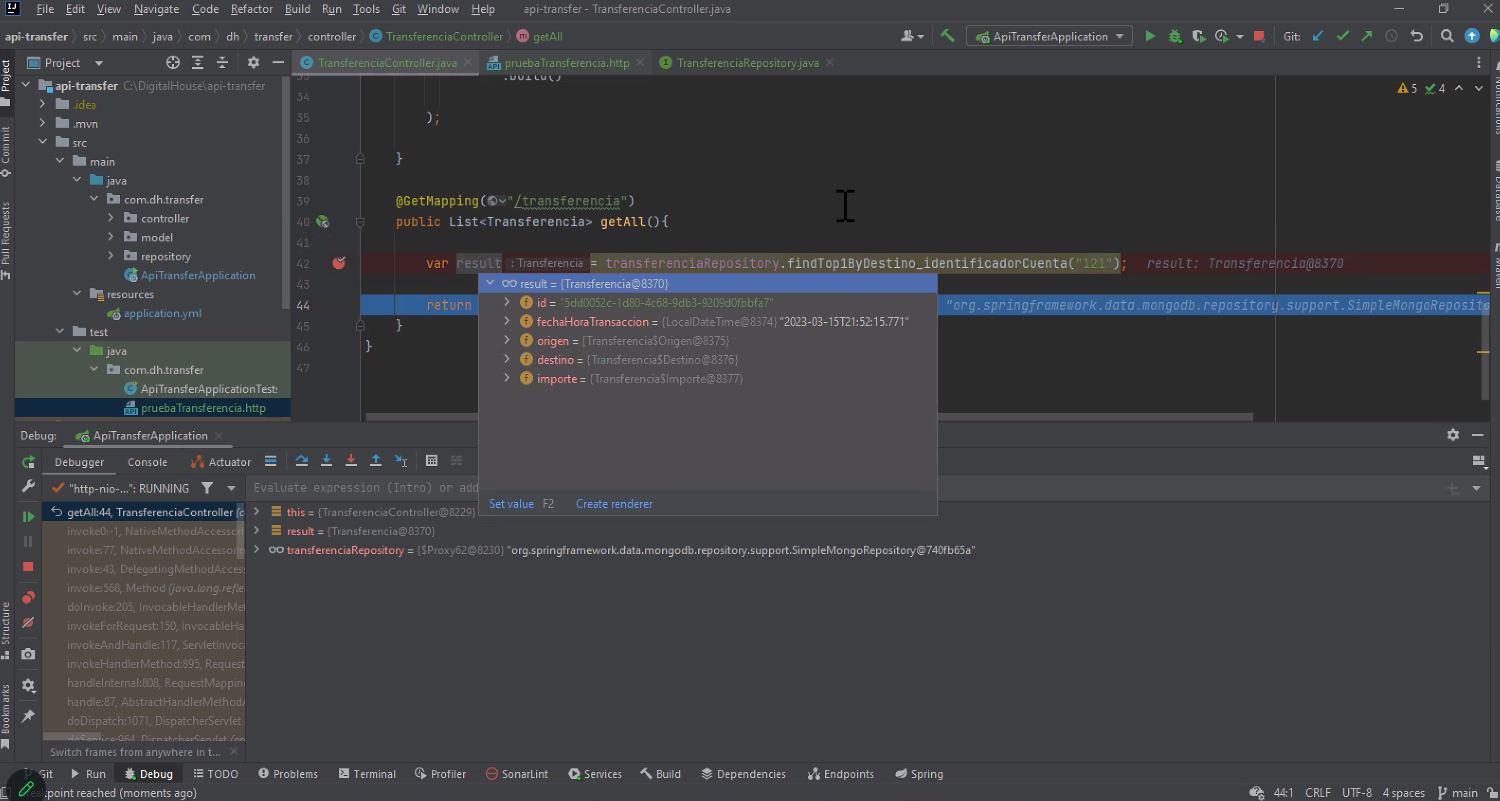 File Edit View Navigate Code Refactor Build Run Tools Git Window Help api-transfer - TransferenciaController.java
api-transfer src main java com dh transfer controller TransferenciaController getAll ApiTransferApplication Git:
Project TransferenciaController.java pruebaTransferencia.http TransferenciaRepository.java
Project
Commit
Pull Requests
Structure
Bookmarks
Notifications
Database
api-transfer C:\DigitalHouse\api-transfer
.idea
.mvn
src
main
java
com.dh.transfer
controller
model
repository
ApiTransferApplication
resources
application.yml
test
java
com.dh.transfer
ApiTransferApplicationTests
pruebaTransferencia.http
5 4
33 .build()
34
35 );
36
37 }
38
39 @GetMapping("/transferencia")
40 public List<Transferencia> getAll(){
41
42 var result : Transferencia = transferenciaRepository.findTop1ByDestino_identificadorCuenta("121"); result: Transferencia@8370
43
44 return "org.springframework.data.mongodb.repository.support.SimpleMongoReposito
45 }
46 }
47
result = {Transferencia@8370}
id = "5dd0052c-1d80-4c68-9db3-9209d0fbbfa7"
fechaHoraTransaccion = {LocalDateTime@8374} "2023-03-15T21:52:15.771"
origen = {Transferencia$Origen@8375}
destino = {Transferencia$Destino@8376}
importe = {Transferencia$Importe@8377}
Set value F2 Create renderer
Debug: ApiTransferApplication
Debugger Console Actuator
"http-nio-...": RUNNING Evaluate expression (Intro) or add
getAll:44, TransferenciaController (c
invoke0:-1, NativeMethodAccessorI
invoke:77, NativeMethodAccessorIn
invoke:43, DelegatingMethodAccess
invoke:568, Method (java.lang.refle
doInvoke:205, InvocableHandlerMet
invokeForRequest:150, InvocableHa
invokeAndHandle:117, ServletInvoca
invokeHandlerMethod:895, Request
handleInternal:808, RequestMappin
handle:87, AbstractHandlerMethodA
doDispatch:1071, DispatcherServlet
doService:964, DispatcherServlet (or
Switch frames from anywhere in t...
this = {TransferenciaController@8229}
result = {Transferencia@8370}
transferenciaRepository = {$Proxy62@8230} "org.springframework.data.mongodb.repository.support.SimpleMongoRepository@740fb65a"
Git Run Debug TODO Problems Terminal Profiler SonarLint Services Build Dependencies Endpoints Spring
eakpoint reached (moments ago) 44:1 CRLF UTF-8 4 spaces main